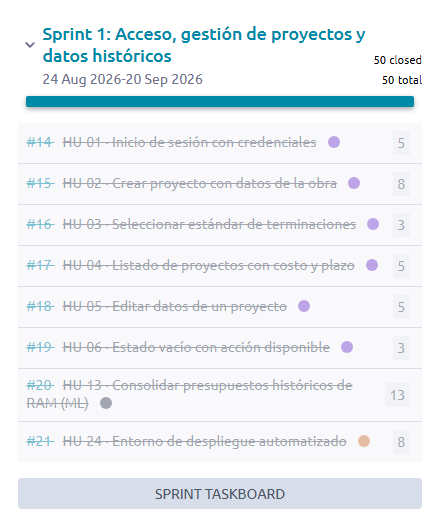 Sprint 1: Acceso, gestión de proyectos y
datos históricos
50 closed
24 Aug 2026-20 Sep 2026
50 total
#14 HU 01 · Inicio de sesión con credenciales 5
#15 HU 02 · Crear proyecto con datos de la obra 8
#16 HU 03 · Seleccionar estándar de terminaciones 3
#17 HU 04 · Listado de proyectos con costo y plazo 5
#18 HU 05 · Editar datos de un proyecto 5
#19 HU 06 · Estado vacío con acción disponible 3
#20 HU 13 · Consolidar presupuestos históricos de
RAM (ML) 13
#21 HU 24 · Entorno de despliegue automatizado 8
SPRINT TASKBOARD